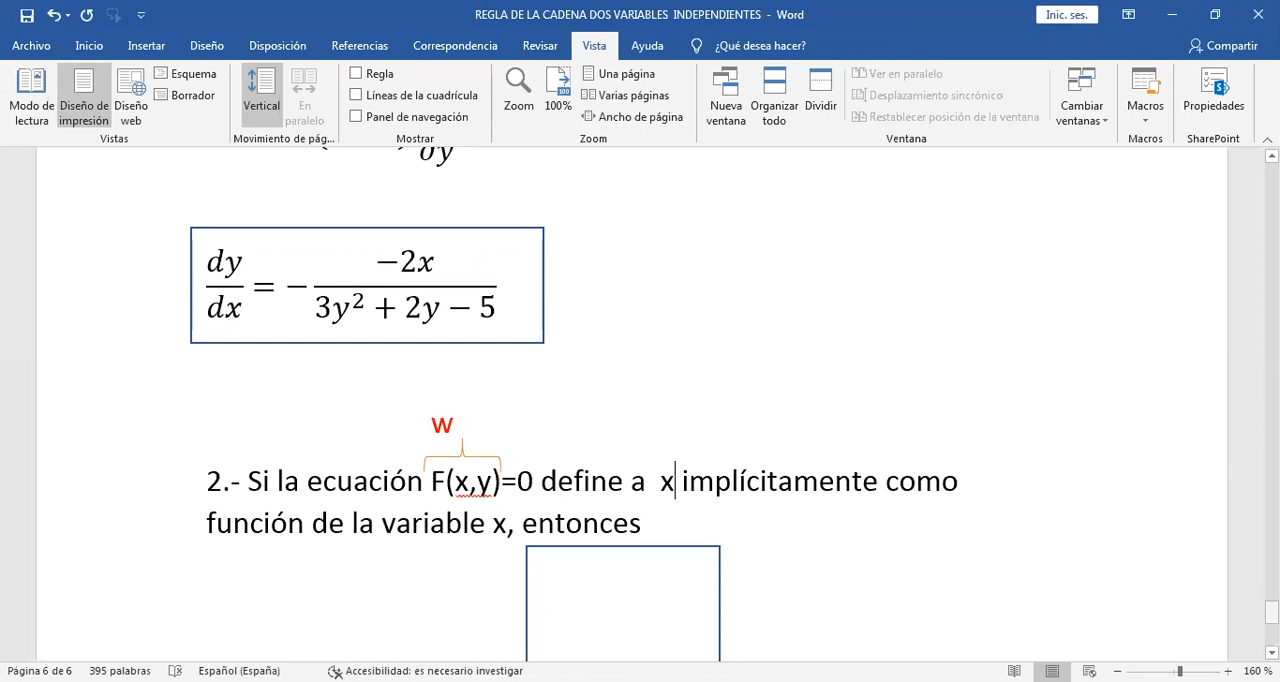 REGLA DE LA CADENA DOS VARIABLES INDEPENDIENTES - Word
Inic. ses.
Archivo Inicio Insertar Diseño Disposición Referencias Correspondencia Revisar Vista Ayuda ¿Qué desea hacer? Compartir
Modo de lectura
Diseño de impresión
Diseño web
Esquema
Borrador
Vistas
Vertical
En paralelo
Movimiento de pág...
Regla
Líneas de la cuadrícula
Panel de navegación
Mostrar
Zoom
100%
Una página
Varias páginas
Ancho de página
Zoom
Nueva ventana
Organizar todo
Dividir
Ver en paralelo
Desplazamiento sincrónico
Restablecer posición de la ventana
Ventana
Cambiar ventanas
Macros
Macros
Propiedades
SharePoint
∂y
dy/dx = − −2x/(3y² + 2y − 5)
w
2.- Si la ecuación F(x,y)=0 define a x implícitamente como
función de la variable x, entonces
Página 6 de 6 395 palabras Español (España) Accesibilidad: es necesario investigar 160 %